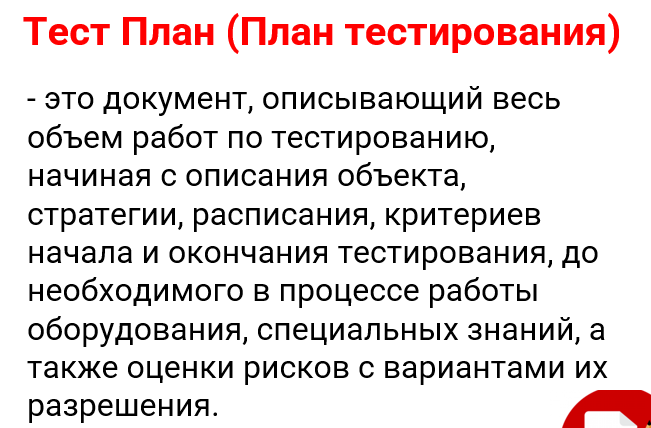 Тест План (План тестирования)
- это документ, описывающий весь
объем работ по тестированию,
начиная с описания объекта,
стратегии, расписания, критериев
начала и окончания тестирования, до
необходимого в процессе работы
оборудования, специальных знаний, а
также оценки рисков с вариантами их
разрешения.